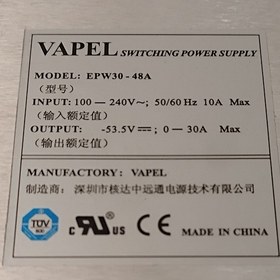 VAPEL SWITCHING POWER SUPPLY
MODEL: EPW30-48A
(型号)
INPUT: 100—240V~; 50/60 Hz 10A Max
(输入额定值)
OUTPUT: -53.5V⎓; 0—30A Max
(输出额定值)
MANUFACTORY: VAPEL
制造商: 深圳市核达中远通电源技术有限公司
TÜV c RU US CE MADE IN CHINA